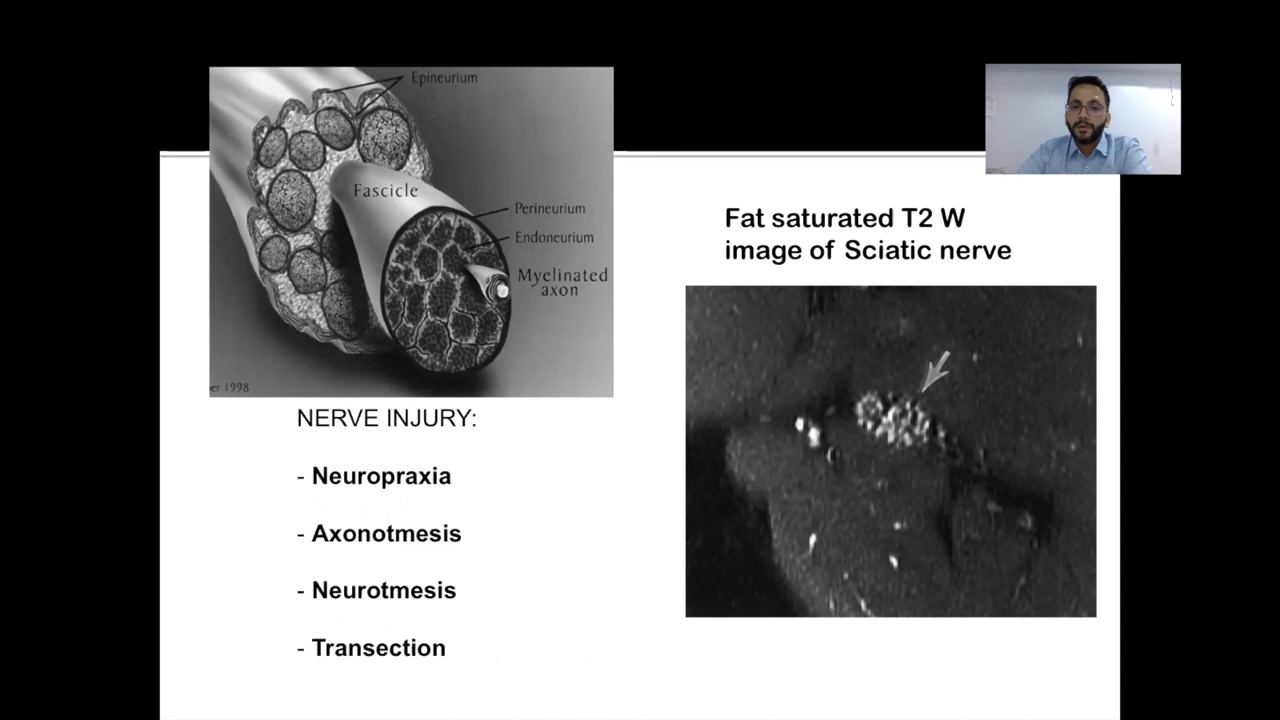 Epineurium
Fascicle
Perineurium
Endoneurium
Myelinated
axon
1998
NERVE INJURY:
- Neuropraxia
- Axonotmesis
- Neurotmesis
- Transection
Fat saturated T2 W
image of Sciatic nerve